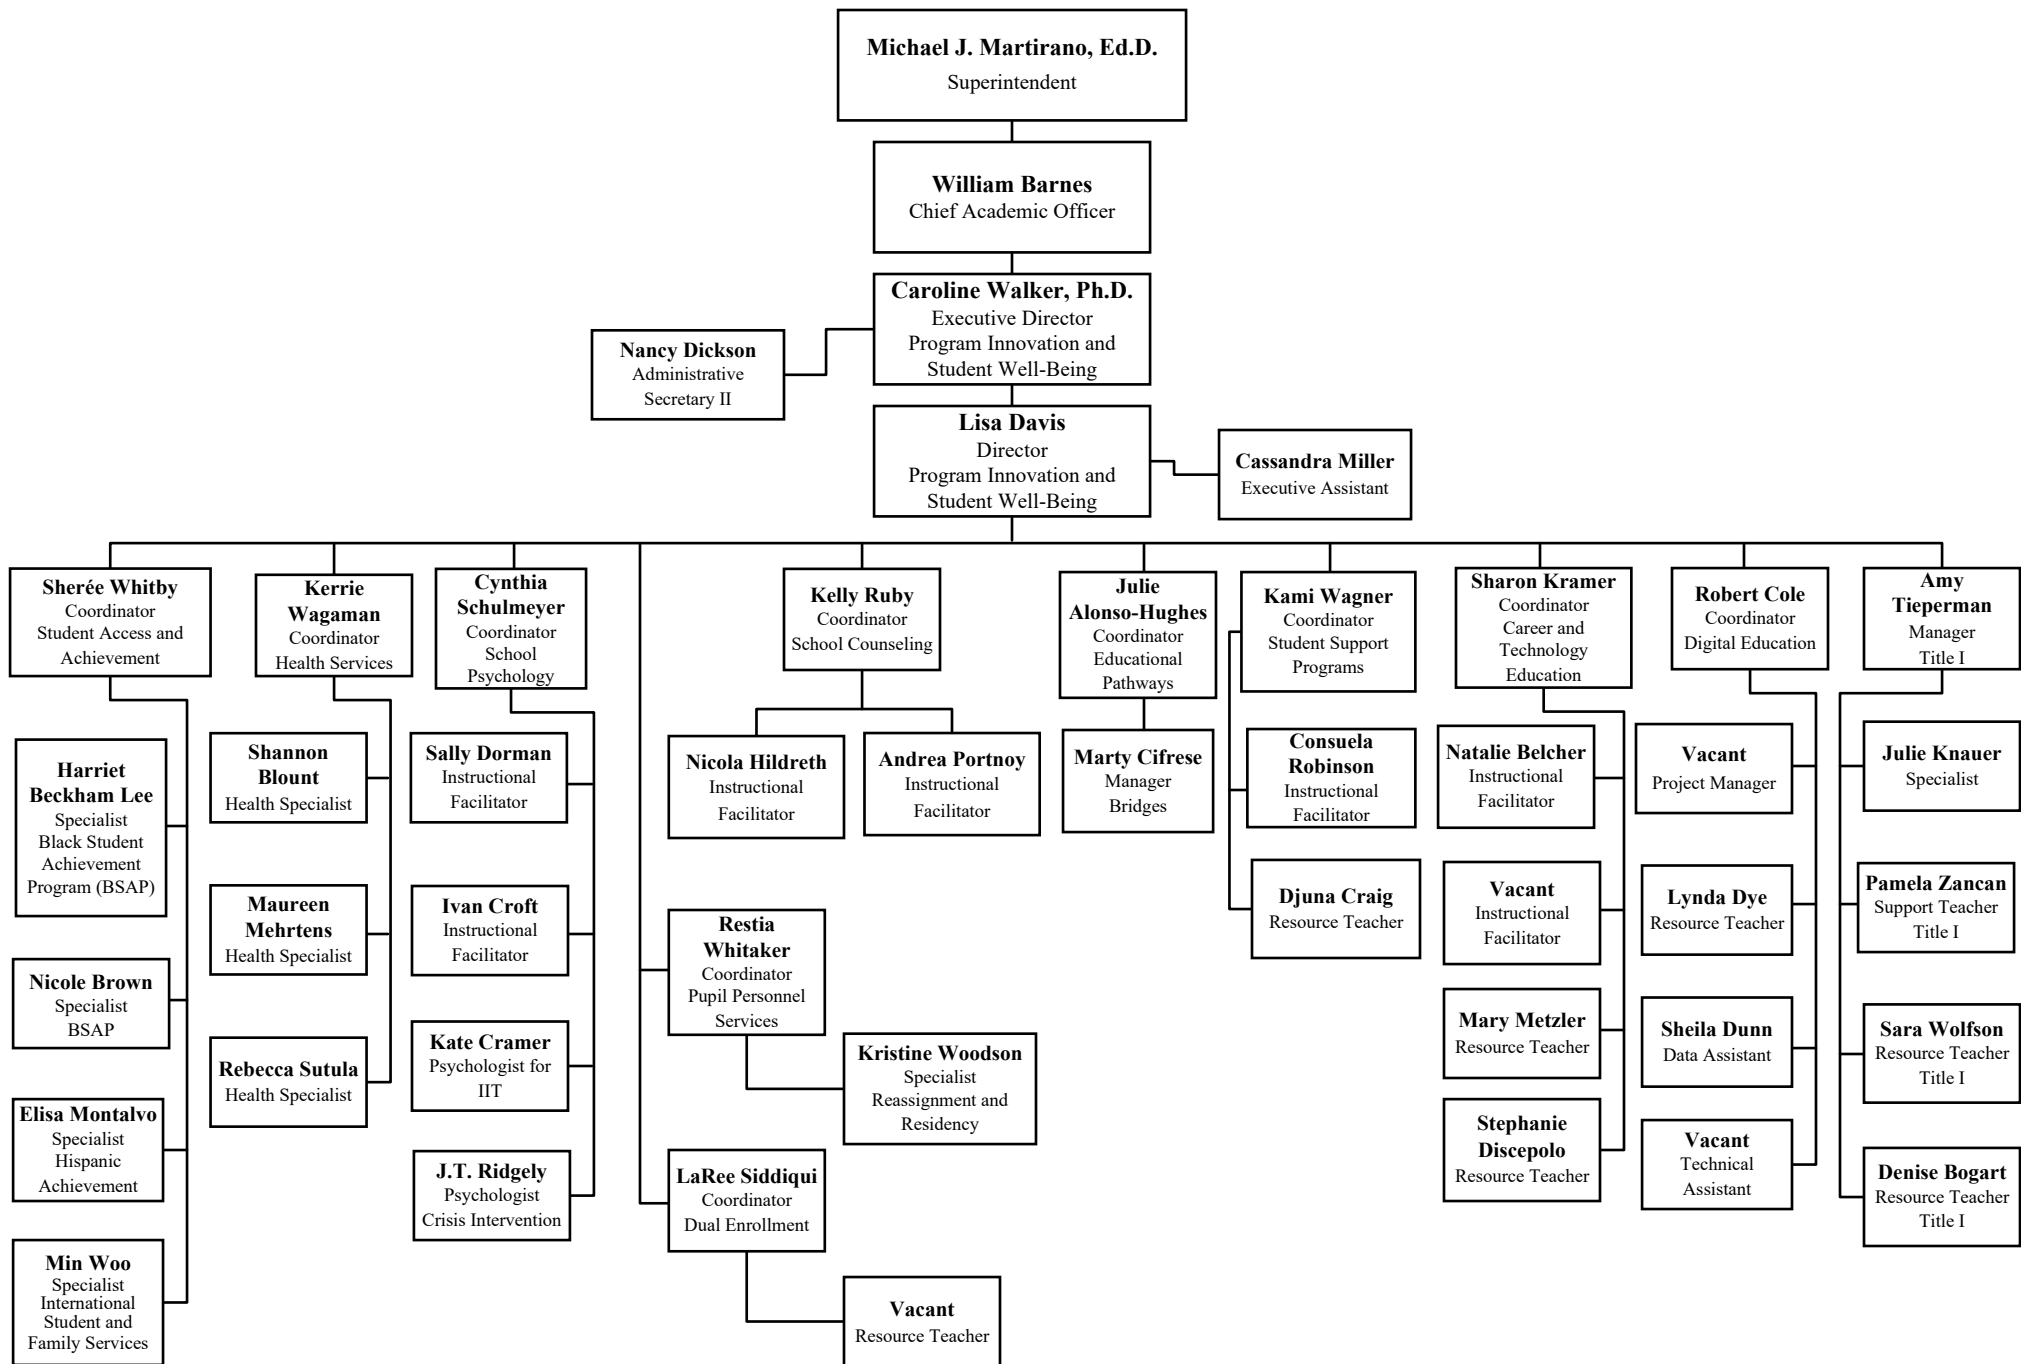 Michael J. Martirano, Ed.D.
Superintendent
William Barnes
Chief Academic Officer
Caroline Walker, Ph.D.
Executive Director
Program Innovation and
Student Well-Being
Nancy Dickson
Administrative
Secretary II
Lisa Davis
Director
Program Innovation and
Student Well-Being
Cassandra Miller
Executive Assistant
Sherée Whitby
Coordinator
Student Access and
Achievement
Harriet
Beckham Lee
Specialist
Black Student
Achievement
Program (BSAP)
Nicole Brown
Specialist
BSAP
Elisa Montalvo
Specialist
Hispanic
Achievement
Min Woo
Specialist
International
Student and
Family Services
Kerrie
Wagaman
Coordinator
Health Services
Shannon
Blount
Health Specialist
Maureen
Mehrtens
Health Specialist
Rebecca Sutula
Health Specialist
Cynthia
Schulmeyer
Coordinator
School
Psychology
Sally Dorman
Instructional
Facilitator
Ivan Croft
Instructional
Facilitator
Kate Cramer
Psychologist for
IIT
J.T. Ridgely
Psychologist
Crisis Intervention
Kelly Ruby
Coordinator
School Counseling
Nicola Hildreth
Instructional
Facilitator
Andrea Portnoy
Instructional
Facilitator
Restia
Whitaker
Coordinator
Pupil Personnel
Services
Kristine Woodson
Specialist
Reassignment and
Residency
LaRee Siddiqui
Coordinator
Dual Enrollment
Vacant
Resource Teacher
Julie
Alonso-Hughes
Coordinator
Educational
Pathways
Marty Cifrese
Manager
Bridges
Kami Wagner
Coordinator
Student Support
Programs
Consuela
Robinson
Instructional
Facilitator
Djuna Craig
Resource Teacher
Sharon Kramer
Coordinator
Career and
Technology
Education
Natalie Belcher
Instructional
Facilitator
Vacant
Instructional
Facilitator
Mary Metzler
Resource Teacher
Stephanie
Discepolo
Resource Teacher
Robert Cole
Coordinator
Digital Education
Vacant
Project Manager
Lynda Dye
Resource Teacher
Sheila Dunn
Data Assistant
Vacant
Technical
Assistant
Amy
Tieperman
Manager
Title I
Julie Knauer
Specialist
Pamela Zancan
Support Teacher
Title I
Sara Wolfson
Resource Teacher
Title I
Denise Bogart
Resource Teacher
Title I